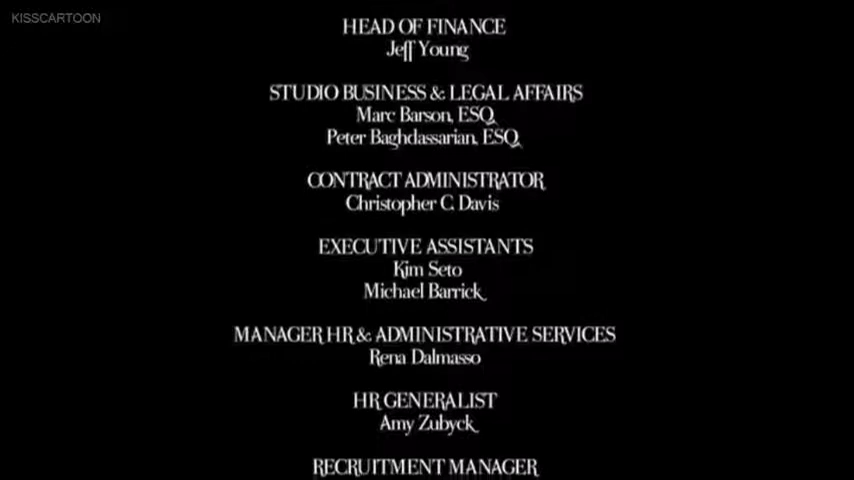 KISSCARTOON
HEAD OF FINANCE
Jeff Young
STUDIO BUSINESS & LEGAL AFFAIRS
Marc Barson, ESQ.
Peter Baghdassarian, ESQ.
CONTRACT ADMINISTRATOR
Christopher C. Davis
EXECUTIVE ASSISTANTS
Kim Seto
Michael Barrick
MANAGER HR & ADMINISTRATIVE SERVICES
Rena Dalmasso
HR GENERALIST
Amy Zubyck
RECRUITMENT MANAGER